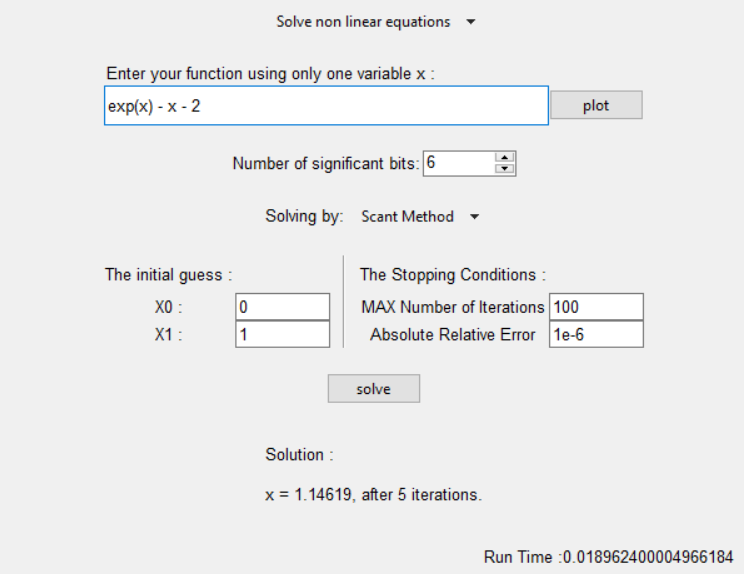 Solve non linear equations
Enter your function using only one variable x :
exp(x) - x - 2
plot
Number of significant bits: 6
Solving by: Scant Method
The initial guess :
The Stopping Conditions :
X0 : 0
MAX Number of Iterations 100
X1 : 1
Absolute Relative Error 1e-6
solve
Solution :
x = 1.14619, after 5 iterations.
Run Time :0.018962400004966184